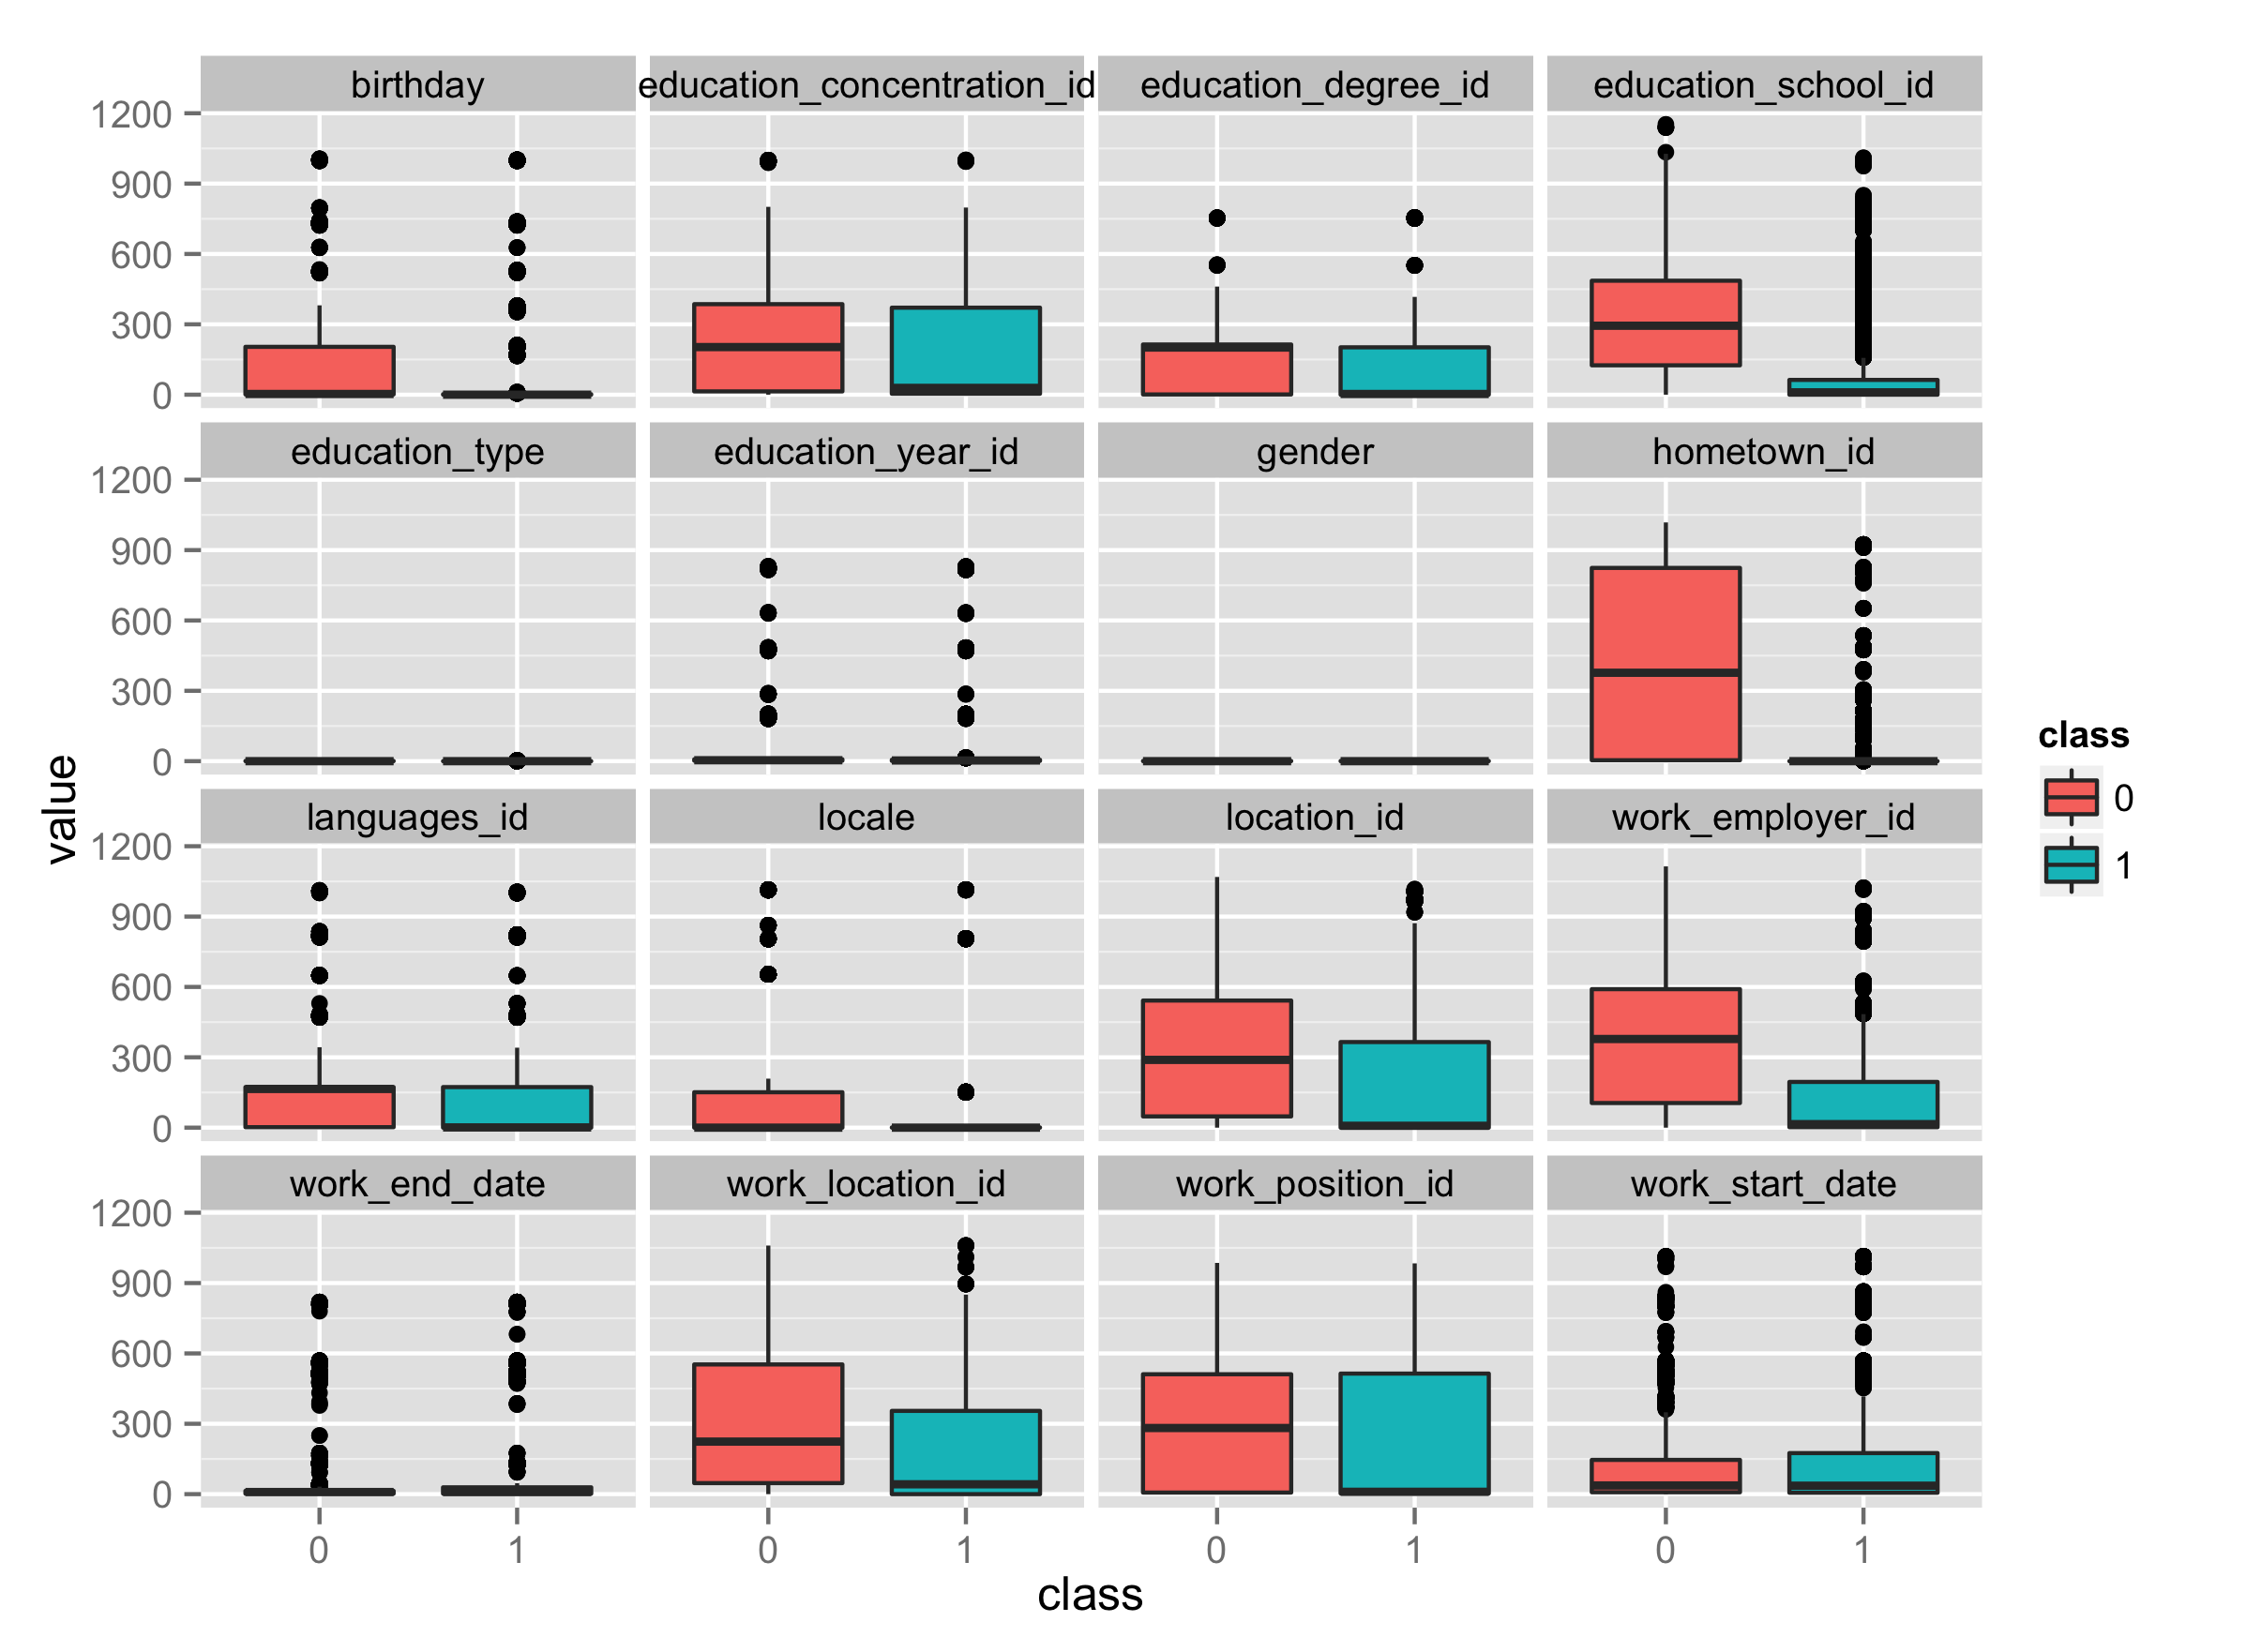 birthday education_concentration_id education_degree_id education_school_id
1200
900
600
300
0
education_type education_year_id gender hometown_id
1200
900
600
300
0
languages_id locale location_id work_employer_id
1200
900
600
300
0
work_end_date work_location_id work_position_id work_start_date
1200
900
600
300
0
0 1 0 1 0 1 0 1
class
value
class
0
1